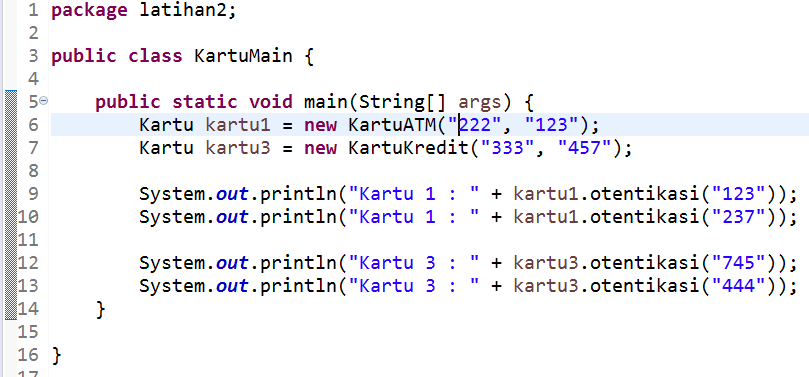 1 package latihan2;
2
3 public class KartuMain {
4
5 public static void main(String[] args) {
6 Kartu kartu1 = new KartuATM("222", "123");
7 Kartu kartu3 = new KartuKredit("333", "457");
8
9 System.out.println("Kartu 1 : " + kartu1.otentikasi("123"));
10 System.out.println("Kartu 1 : " + kartu1.otentikasi("237"));
11
12 System.out.println("Kartu 3 : " + kartu3.otentikasi("745"));
13 System.out.println("Kartu 3 : " + kartu3.otentikasi("444"));
14 }
15
16 }
17